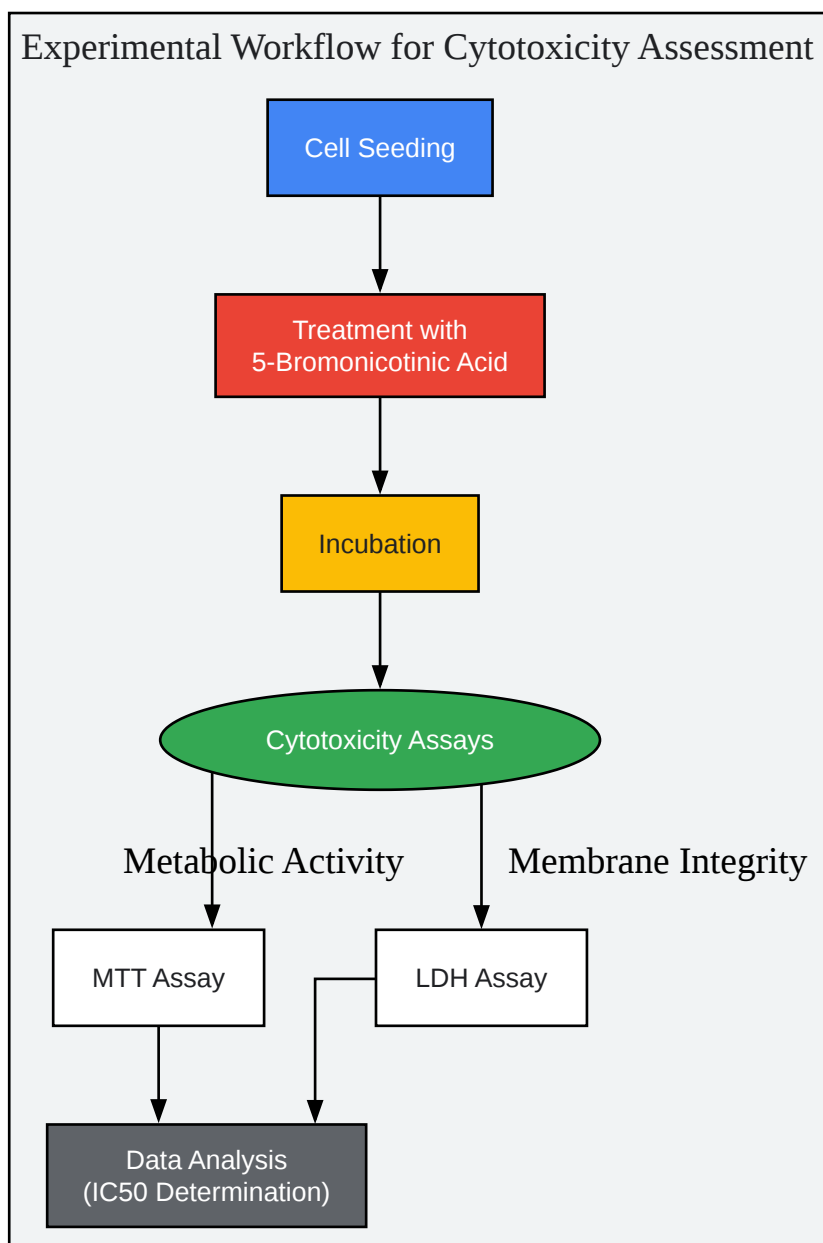 Experimental Workflow for Cytotoxicity Assessment
Cell Seeding
Treatment with
5-Bromonicotinic Acid
Incubation
Cytotoxicity Assays
Metabolic Activity
Membrane Integrity
MTT Assay
LDH Assay
Data Analysis
(IC50 Determination)